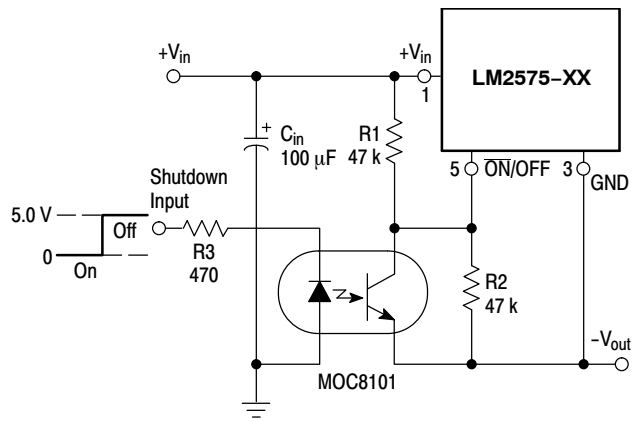 +Vin
+Vin
1
LM2575-XX
Cin
100 µF
+
R1
47 k
5
ON/OFF
3
GND
Shutdown
Input
5.0 V
Off
0
On
R3
470
R2
47 k
-Vout
MOC8101